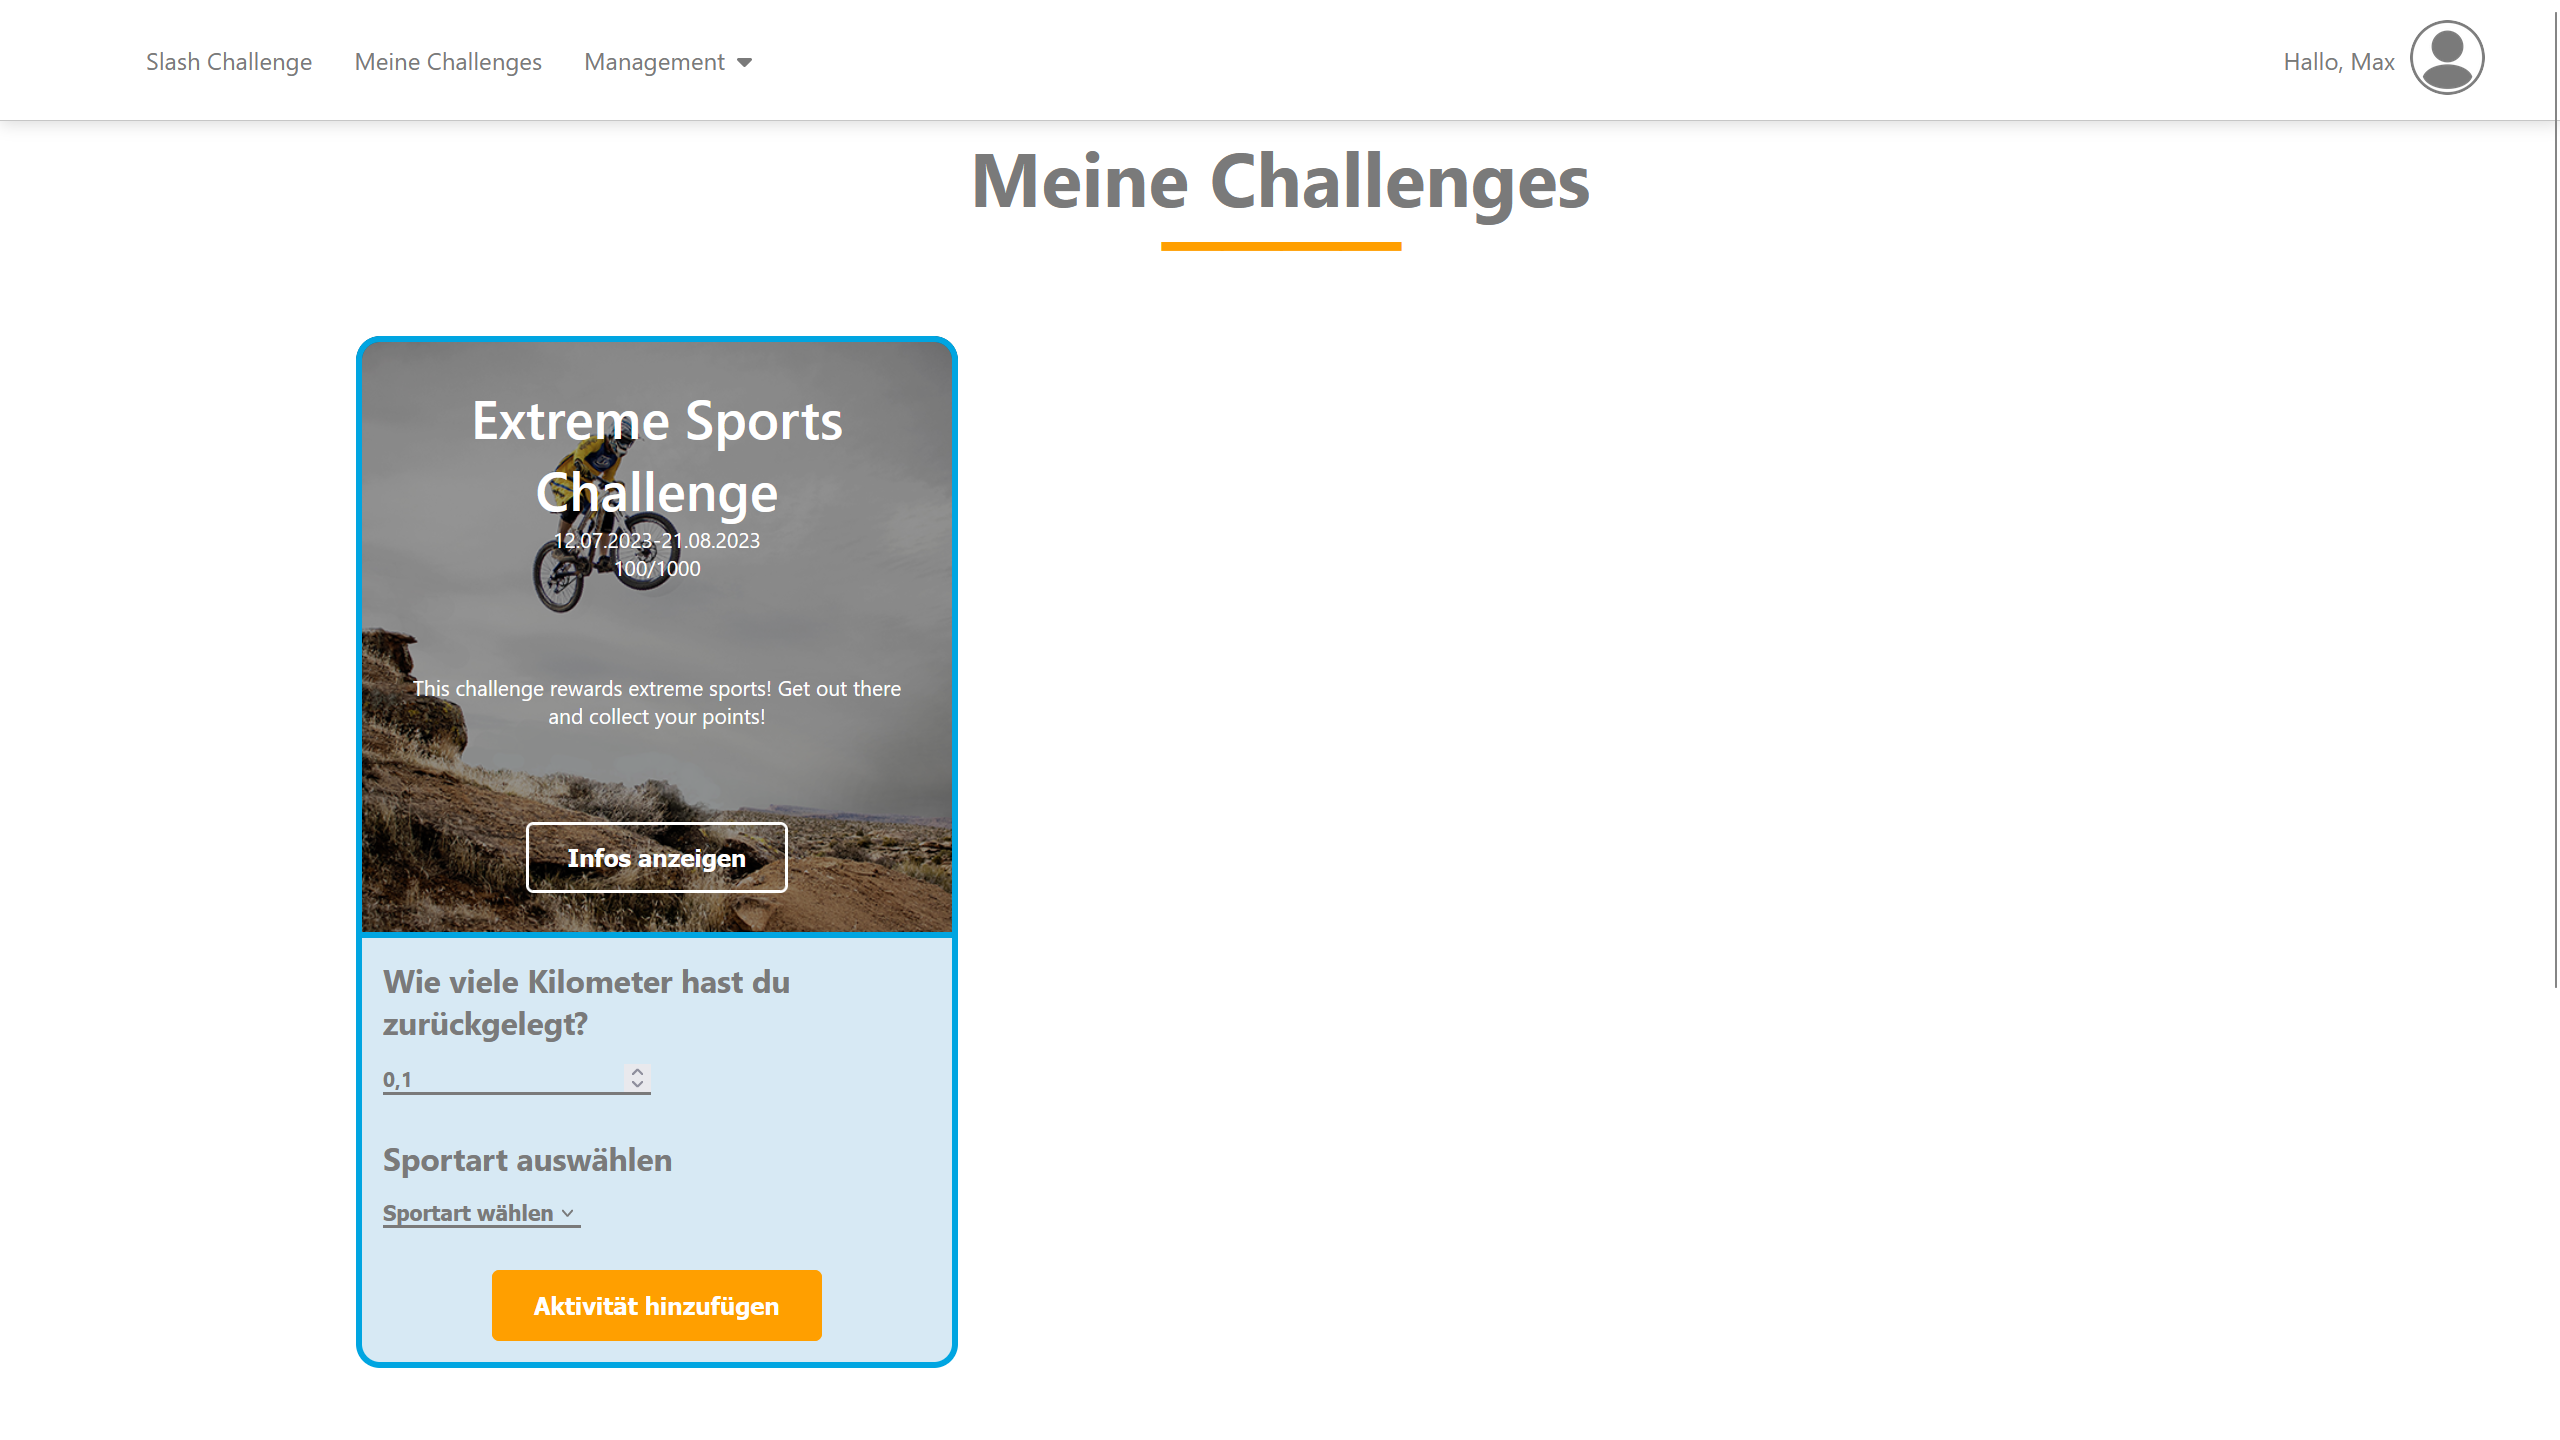 Slash Challenge Meine Challenges Management Hallo, Max
Meine Challenges
Extreme Sports
Challenge
12.07.2023-21.08.2023
100/1000
This challenge rewards extreme sports! Get out there
and collect your points!
Infos anzeigen
Wie viele Kilometer hast du
zurückgelegt?
0,1
Sportart auswählen
Sportart wählen
Aktivität hinzufügen